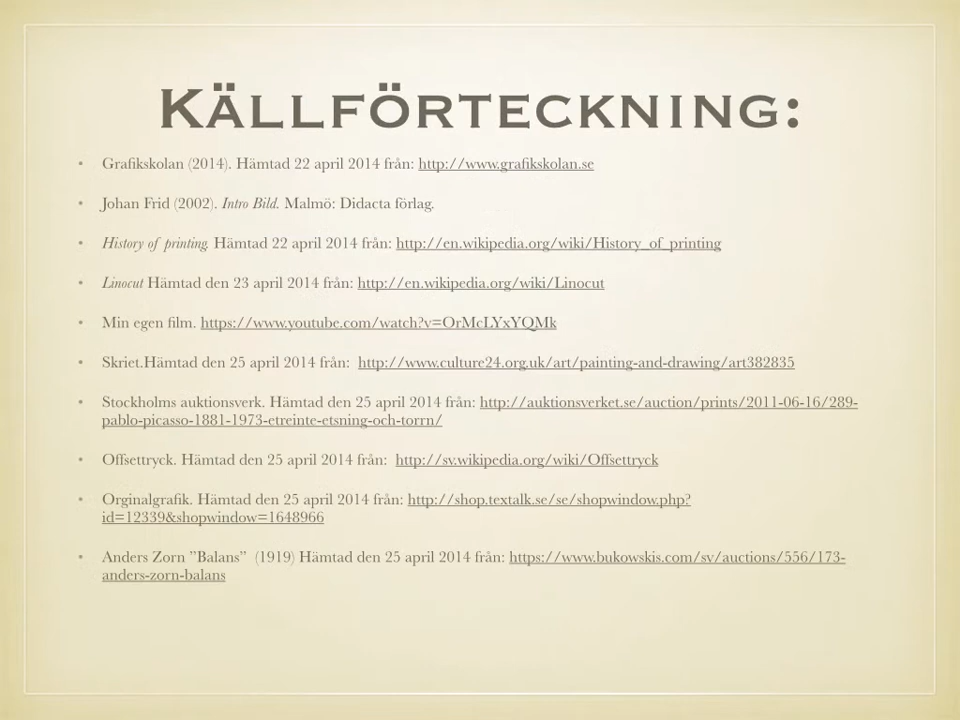 KÄLLFÖRTECKNING:
• Grafikskolan (2014). Hämtad 22 april 2014 från: http://www.grafikskolan.se
• Johan Frid (2002). Intro Bild. Malmö: Didacta förlag.
• History of printing. Hämtad 22 april 2014 från: http://en.wikipedia.org/wiki/History_of_printing
• Linocut Hämtad den 23 april 2014 från: http://en.wikipedia.org/wiki/Linocut
• Min egen film. https://www.youtube.com/watch?v=OrMcLYxYQMk
• Skriet.Hämtad den 25 april 2014 från: http://www.culture24.org.uk/art/painting-and-drawing/art382835
• Stockholms auktionsverk. Hämtad den 25 april 2014 från: http://auktionsverket.se/auction/prints/2011-06-16/289-
pablo-picasso-1881-1973-etreinte-etsning-och-torrn/
• Offsettryck. Hämtad den 25 april 2014 från: http://sv.wikipedia.org/wiki/Offsettryck
• Orginalgrafik. Hämtad den 25 april 2014 från: http://shop.textalk.se/se/shopwindow.php?
id=12339&shopwindow=1648966
• Anders Zorn ”Balans” (1919) Hämtad den 25 april 2014 från: https://www.bukowskis.com/sv/auctions/556/173-
anders-zorn-balans